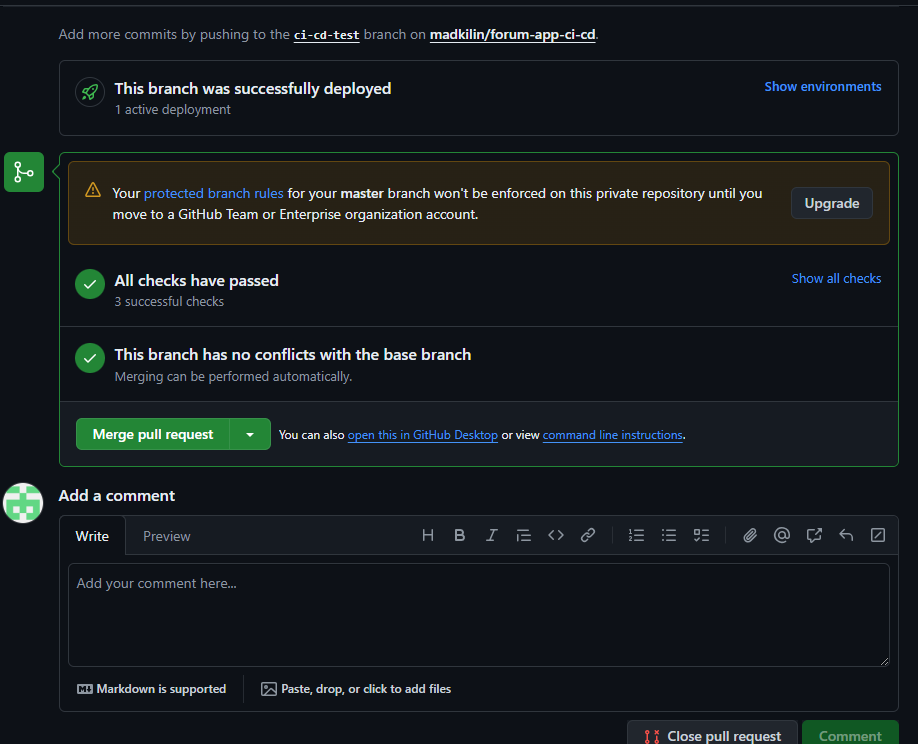 Add more commits by pushing to the ci-cd-test branch on madkilin/forum-app-ci-cd.
This branch was successfully deployed
Show environments
1 active deployment
Your protected branch rules for your master branch won't be enforced on this private repository until you
move to a GitHub Team or Enterprise organization account.
Upgrade
All checks have passed
Show all checks
3 successful checks
This branch has no conflicts with the base branch
Merging can be performed automatically.
Merge pull request
You can also open this in GitHub Desktop or view command line instructions.
Add a comment
Write Preview
Add your comment here...
Markdown is supported
Paste, drop, or click to add files
Close pull request
Comment